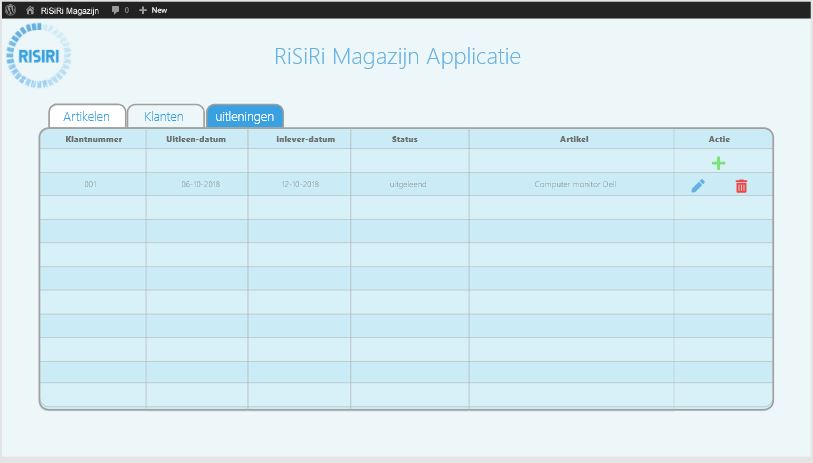 RiSiRi Magazijn 0 New
RISIRI
RiSiRi Magazijn Applicatie
Artikelen Klanten uitleningen
Klantnummer Uitleen-datum inlever-datum Status Artikel Actie
001 06-10-2018 12-10-2018 uitgeleend Computer monitor Dell